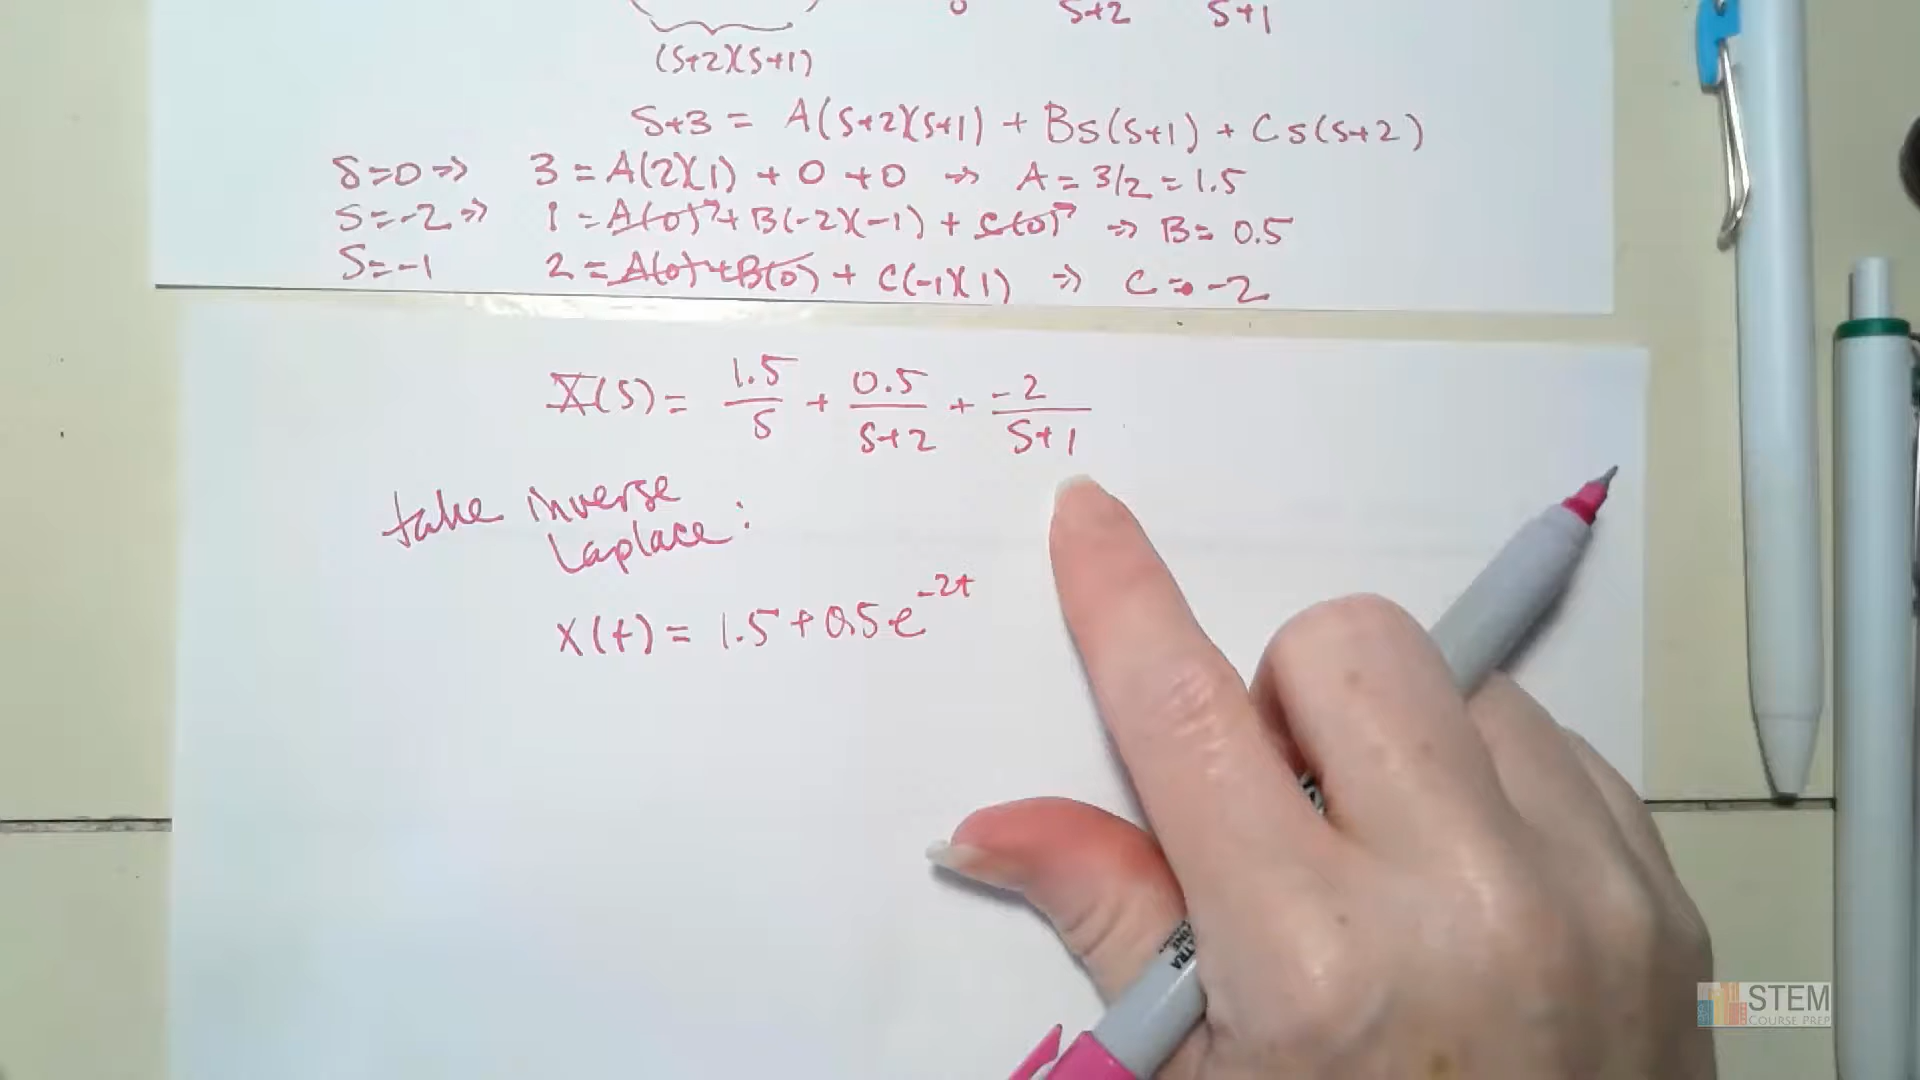 s+2 s+1
(s+2)(s+1)
s+3 = A(s+2)(s+1) + Bs(s+1) + Cs(s+2)
s=0 => 3 = A(2)(1) + 0 + 0 => A = 3/2 = 1.5
s=-2 => 1 = A(0) + B(-2)(-1) + C(0) => B = 0.5
s=-1 2 = A(0) + B(0) + C(-1)(1) => C = -2
X(s) = 1.5/s + 0.5/s+2 + -2/s+1
take inverse
Laplace:
x(t) = 1.5 + 0.5e^-2t
STEM
COURSE PREP